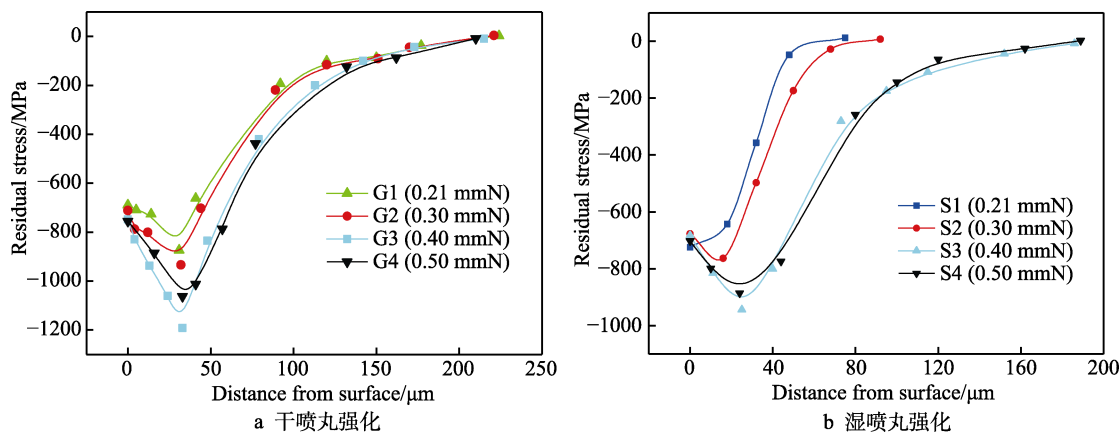 0
−200
−400
−600
−800
−1000
−1200
Residual stress/MPa
G1 (0.21 mmN)
G2 (0.30 mmN)
G3 (0.40 mmN)
G4 (0.50 mmN)
0 50 100 150 200 250
Distance from surface/μm
a 干喷丸强化
0
−200
−400
−600
−800
−1000
Residual stress/MPa
S1 (0.21 mmN)
S2 (0.30 mmN)
S3 (0.40 mmN)
S4 (0.50 mmN)
0 40 80 120 160 200
Distance from surface/μm
b 湿喷丸强化